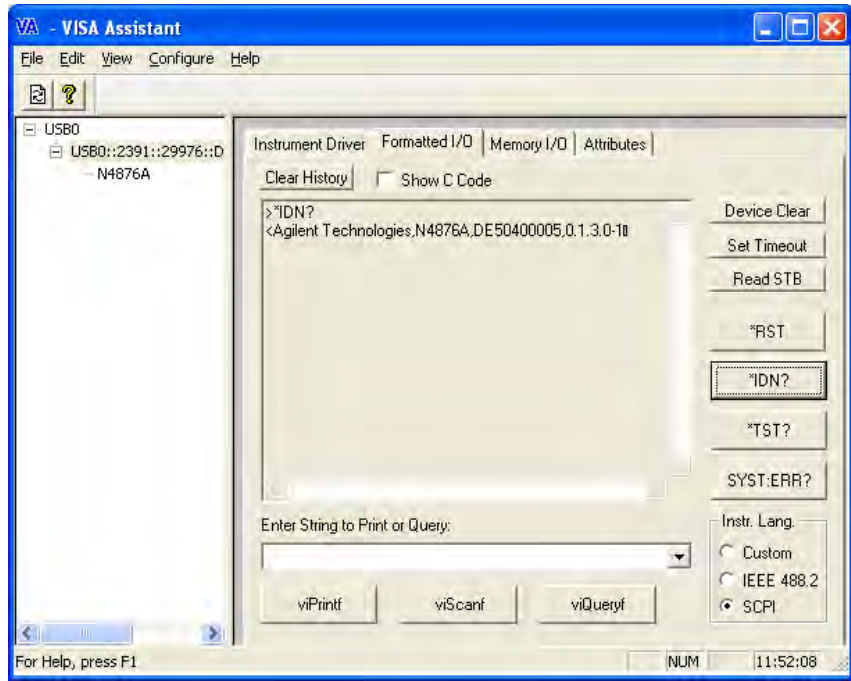 VA - VISA Assistant
File Edit View Configure Help
USB0
USB0::2391::29976::D
N4876A
Instrument Driver Formatted I/O Memory I/O Attributes
Clear History Show C Code
>*IDN?
<Agilent Technologies,N4876A,DE50400005,0.1.3.0-1
Device Clear
Set Timeout
Read STB
*RST
*IDN?
*TST?
SYST:ERR?
Enter String to Print or Query:
viPrintf viScanf viQueryf
Instr. Lang.
Custom
IEEE 488.2
SCPI
For Help, press F1 NUM 11:52:08